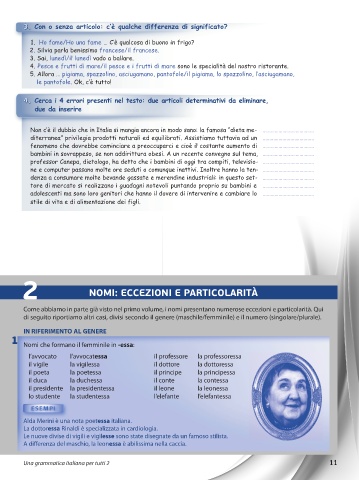 3. Con o senza articolo: c'è qualche differenza di significato?
1. Ho fame/Ho una fame … C'è qualcosa di buono in frigo?
2. Silvia parla benissimo francese/il francese.
3. Sai, lunedì/il lunedì vado a ballare.
4. Pesce e frutti di mare/Il pesce e i frutti di mare sono le specialità del nostro ristorante.
5. Allora … pigiama, spazzolino, asciugamano, pantofole/il pigiama, lo spazzolino, l'asciugamano,
le pantofole. Ok, c'è tutto!
4. Cerca i 4 errori presenti nel testo: due articoli determinativi da eliminare,
due da inserire
Non c'è il dubbio che in Italia si mangia ancora in modo sano: la famosa "dieta me-
diterranea" privilegia prodotti naturali ed equilibrati. Assistiamo tuttavia ad un
fenomeno che dovrebbe cominciare a preoccuparci e cioè il costante aumento di
bambini in sovrappeso, se non addirittura obesi. A un recente convegno sul tema,
professor Canepa, dietologo, ha detto che i bambini di oggi tra compiti, televisio-
ne e computer passano molte ore seduti o comunque inattivi. Inoltre hanno la ten-
denza a consumare molte bevande gassate e merendine industriali: in questo set-
tore di mercato si realizzano i guadagni notevoli puntando proprio su bambini e
adolescenti ma sono loro genitori che hanno il dovere di intervenire e cambiare lo
stile di vita e di alimentazione dei figli.
2 NOMI: ECCEZIONI E PARTICOLARITÀ
Come abbiamo in parte già visto nel primo volume, i nomi presentano numerose eccezioni e particolarità. Qui
di seguito riportiamo altri casi, divisi secondo il genere (maschile/femminile) e il numero (singolare/plurale).
IN RIFERIMENTO AL GENERE
1 Nomi che formano il femminile in -essa:
l'avvocato l'avvocatessa il professore la professoressa
il vigile la vigilessa il dottore la dottoressa
il poeta la poetessa il principe la principessa
il duca la duchessa il conte la contessa
il presidente la presidentessa il leone la leonessa
lo studente la studentessa l'elefante l'elefantessa
ESEMPI
Alda Merini è una nota poetessa italiana.
La dottoressa Rinaldi è specializzata in cardiologia.
Le nuove divise di vigili e vigilesse sono state disegnate da un famoso stilista.
A differenza del maschio, la leonessa è abilissima nella caccia.
Una grammatica italiana per tutti 2 11